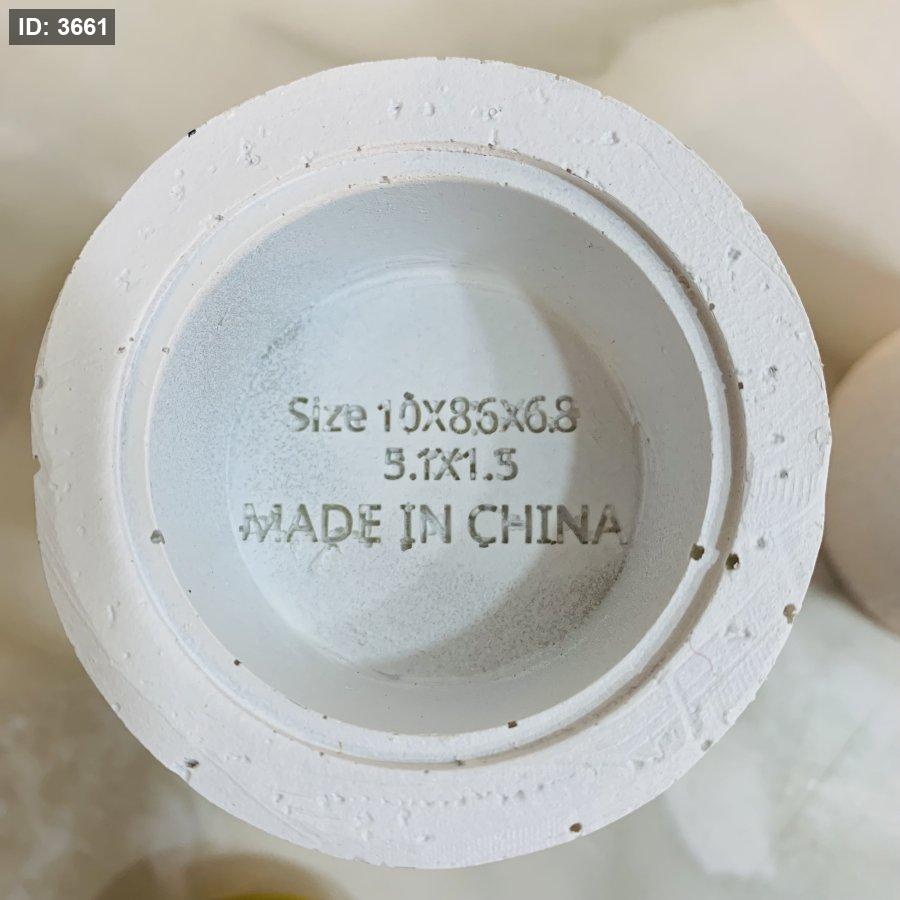 ID: 3661
Size 10X8.6X6.8
5.1X1.5
MADE IN CHINA